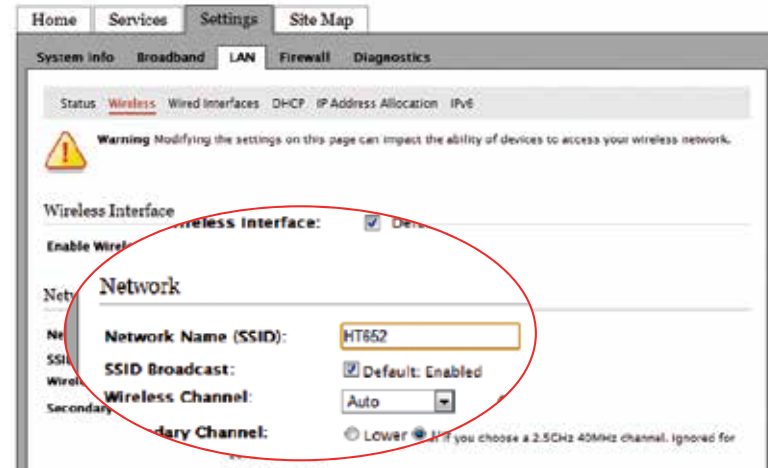 Home Services Settings Site Map
System Info Broadband LAN Firewall Diagnostics
Status Wireless Wired Interfaces DHCP IP Address Allocation IPv6
Warning Modifying the settings on this page can impact the ability of devices to access your wireless network.
Wireless Interface
Interface:
Enable
Network
Network Name (SSID): HT652
SSID Broadcast: Default: Enabled
Wireless Channel: Auto
Channel: Lower if you choose a 2.5GHz 40MHz channel. Ignored for